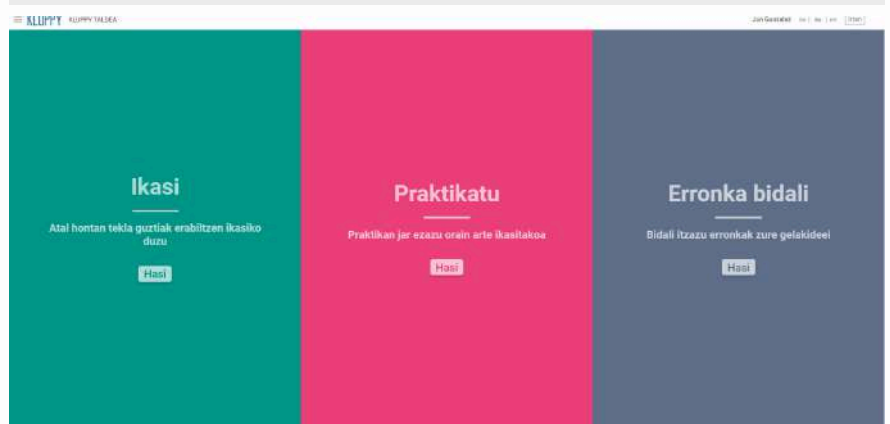 KLUPPY KLUPPY TALDEA
Ikasi
Atal hontan tekla guztiak erabiltzen ikasiko
duzu
Hasi
Praktikatu
Praktikan jar ezazu orain arte ikasitakoa
Hasi
Erronka bidali
Bidali itzazu erronkak zure gelakideei
Hasi